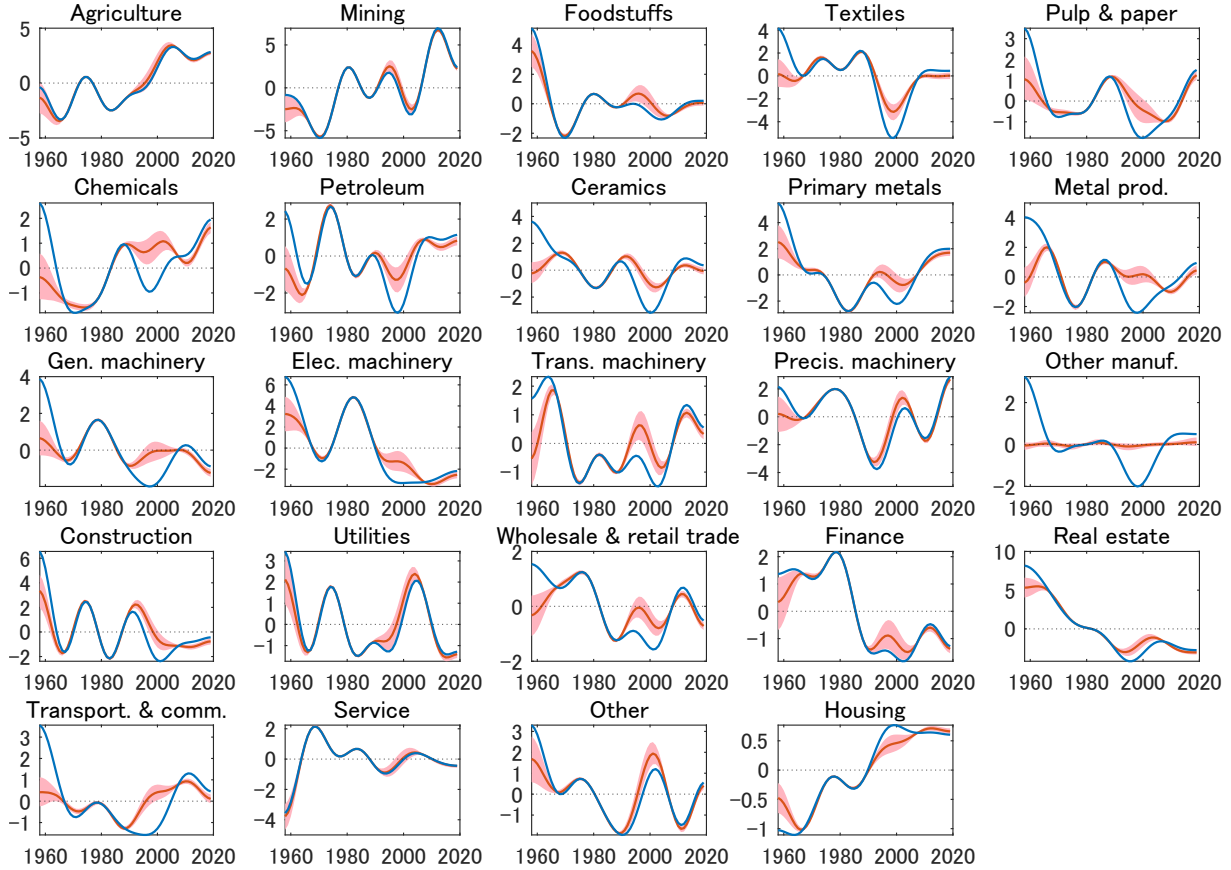 Agriculture Mining Foodstuffs Textiles Pulp & paper
5 5 4 4 3
0 0 2 2 2
-5 -5 0 0 1
-2 -2 0
-4 -1
1960 1980 2000 2020 1960 1980 2000 2020 1960 1980 2000 2020 1960 1980 2000 2020 1960 1980 2000 2020
Chemicals Petroleum Ceramics Primary metals Metal prod.
2 2 4 4 4
1 0 2 2 2
0 -2 0 0 0
-1 -2 -2 -2
1960 1980 2000 2020 1960 1980 2000 2020 1960 1980 2000 2020 1960 1980 2000 2020 1960 1980 2000 2020
Gen. machinery Elec. machinery Trans. machinery Precis. machinery Other manuf.
4 6 2 2 2
2 4 1 0 0
0 2 0 -2 -2
0 -1 -4
-2
1960 1980 2000 2020 1960 1980 2000 2020 1960 1980 2000 2020 1960 1980 2000 2020 1960 1980 2000 2020
Construction Utilities Wholesale & retail trade Finance Real estate
6 3 2 2 10
4 2 0 1 5
2 1 -2 0 0
0 0 -1
-2 -1
1960 1980 2000 2020 1960 1980 2000 2020 1960 1980 2000 2020 1960 1980 2000 2020 1960 1980 2000 2020
Transport. & comm. Service Other Housing
3 2 3 0.5
2 0 2 0
1 -2 1 -0.5
0 -4 0 -1
-1 -1
1960 1980 2000 2020 1960 1980 2000 2020 1960 1980 2000 2020 1960 1980 2000 2020